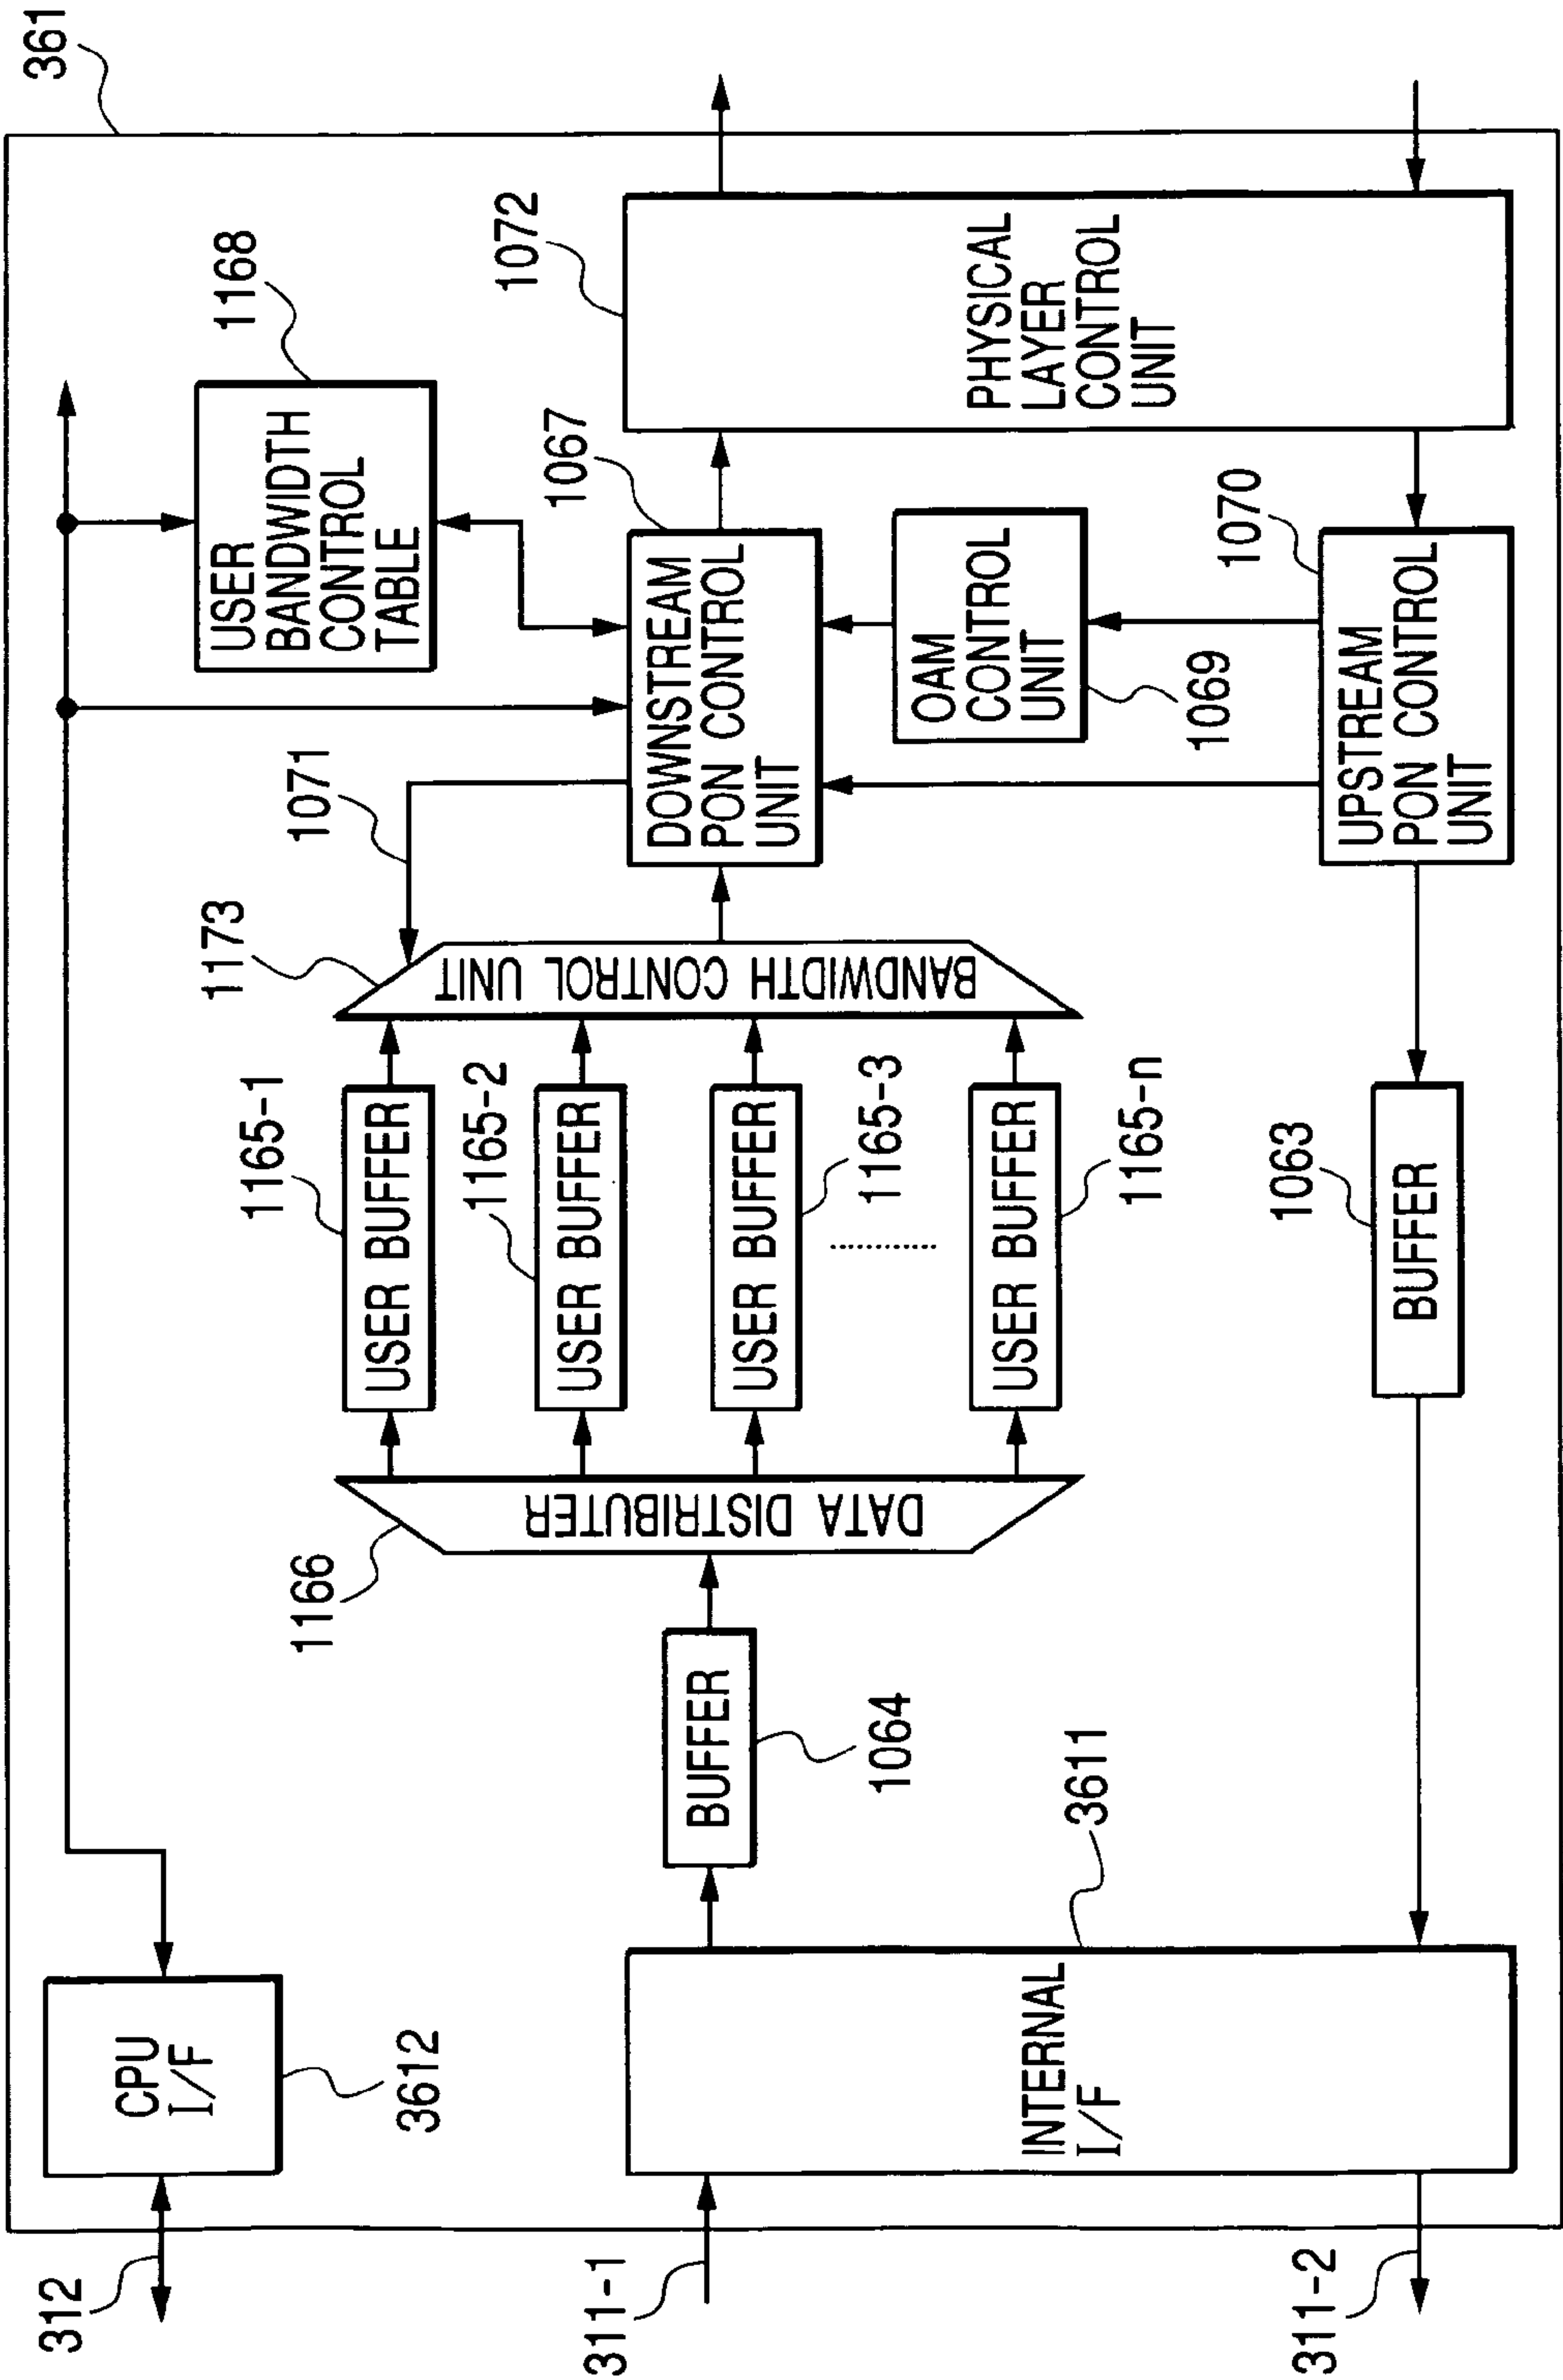 361
312
CPU
I/F
3612
USER
BANDWIDTH
CONTROL
TABLE
1168
1071
1173
1166
1165-1
USER BUFFER
1165-2
USER BUFFER
USER BUFFER
1165-3
USER BUFFER
1165-n
DATA DISTRIBUTER
BANDWIDTH CONTROL UNIT
1067
DOWNSTREAM
PON CONTROL
UNIT
1072
PHYSICAL
LAYER
CONTROL
UNIT
OAM
CONTROL
UNIT
1069
311-1
INTERNAL
I/F
3611
BUFFER
1064
1070
UPSTREAM
PON CONTROL
UNIT
1063
BUFFER
311-2